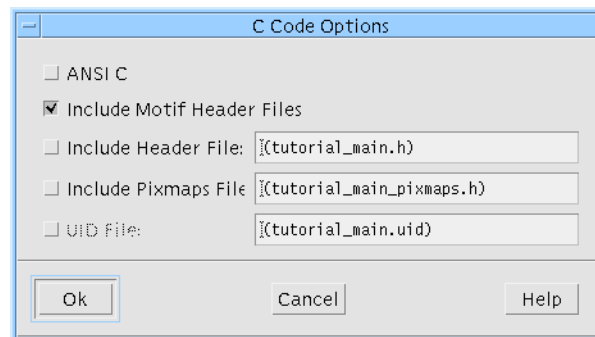 C Code Options
ANSI C
Include Motif Header Files
Include Header File: (tutorial_main.h)
Include Pixmaps File (tutorial_main_pixmaps.h)
UID File: (tutorial_main.uid)
Ok Cancel Help